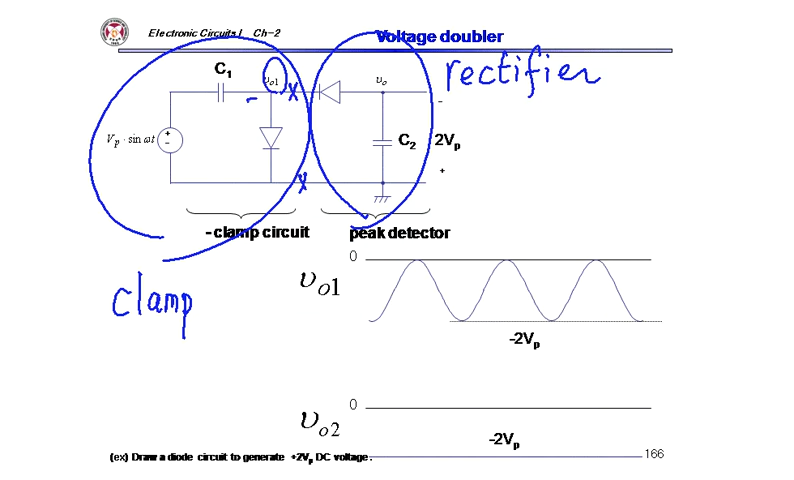 Electronic Circuits I Ch-2
Voltage doubler
rectifier
C1
υo1
x
υo
-
-
Vp · sin ωt
+
-
C2
2Vp
+
x
- clamp circuit
peak detector
clamp
0
υo1
-2Vp
0
υo2
-2Vp
(ex) Draw a diode circuit to generate +2Vp DC voltage.
166